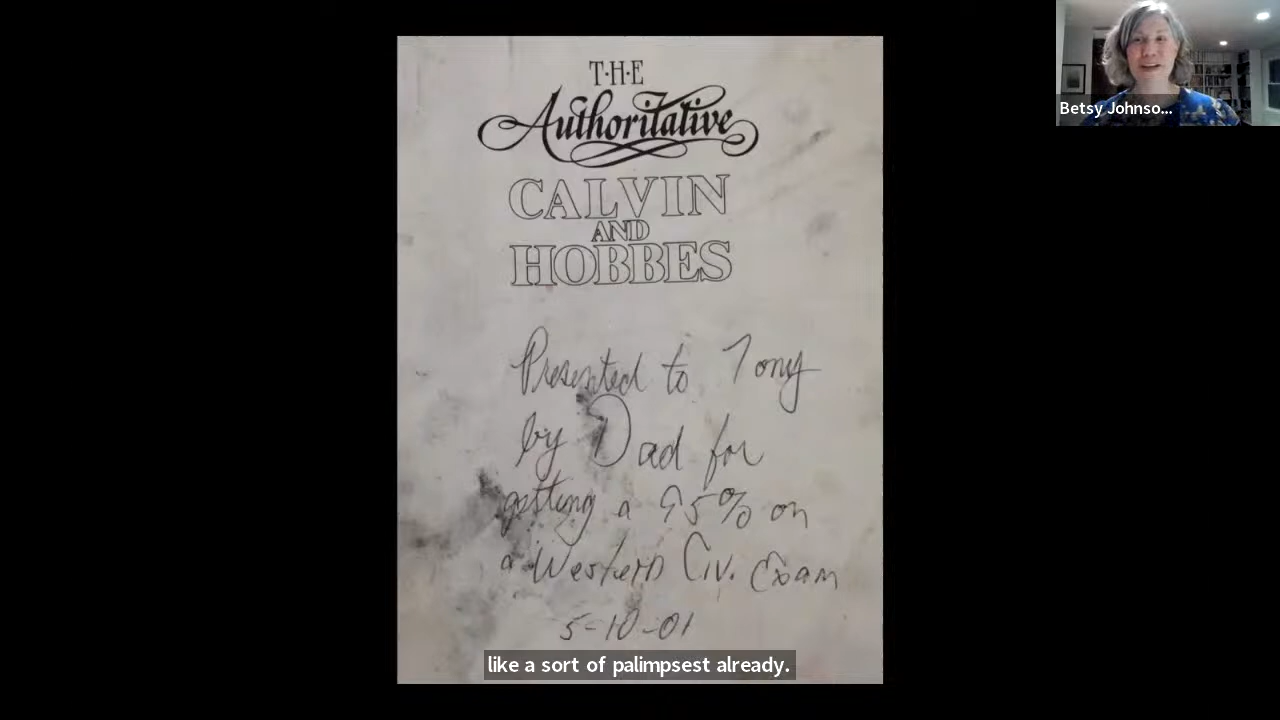 T·H·E
Authoritative
CALVIN
AND
HOBBES
Presented to Tony
by Dad for
getting a 95% on
a Western Civ. Exam
5-10-01
like a sort of palimpsest already.
Betsy Johnso...